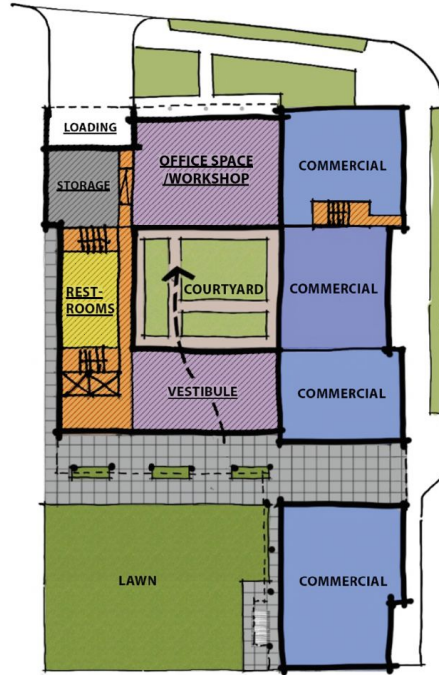 LOADING
OFFICE SPACE
/WORKSHOP
COMMERCIAL
STORAGE
REST-
ROOMS
COURTYARD
COMMERCIAL
VESTIBULE
COMMERCIAL
LAWN
COMMERCIAL